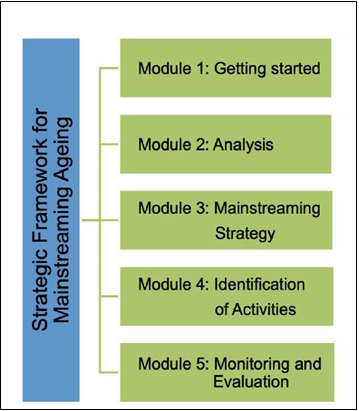 Strategic Framework for
Mainstreaming Ageing
Module 1: Getting started
Module 2: Analysis
Module 3: Mainstreaming
Strategy
Module 4: Identification
of Activities
Module 5: Monitoring and
Evaluation